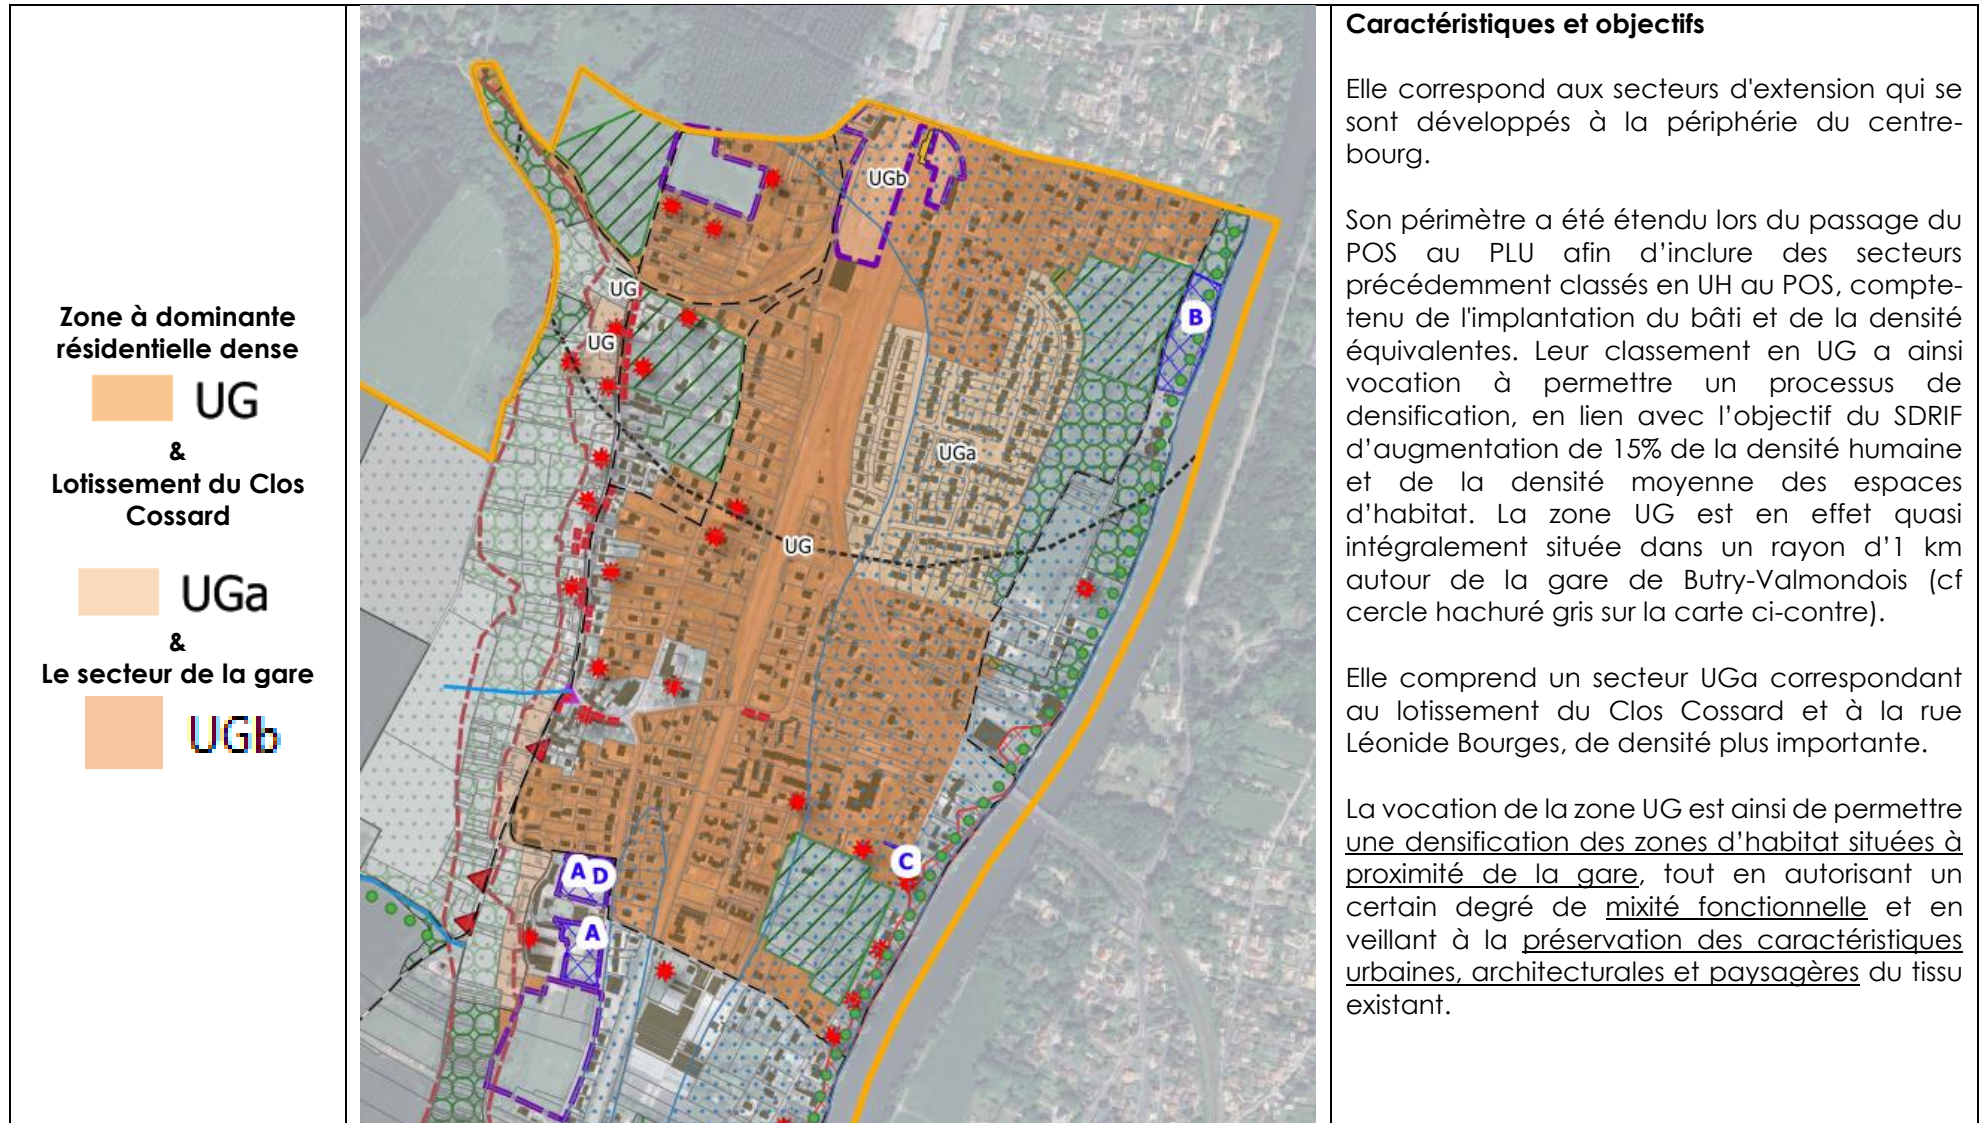 Zone à dominante
résidentielle dense
UG
&
Lotissement du Clos
Cossard
UGa
&
Le secteur de la gare
UGb
UGb
UG
B
UG
UGa
UG
A D
C
A
Caractéristiques et objectifs
Elle correspond aux secteurs d'extension qui se
sont développés à la périphérie du centre-
bourg.
Son périmètre a été étendu lors du passage du
POS au PLU afin d’inclure des secteurs
précédemment classés en UH au POS, compte-
tenu de l'implantation du bâti et de la densité
équivalentes. Leur classement en UG a ainsi
vocation à permettre un processus de
densification, en lien avec l’objectif du SDRIF
d’augmentation de 15% de la densité humaine
et de la densité moyenne des espaces
d’habitat. La zone UG est en effet quasi
intégralement située dans un rayon d’1 km
autour de la gare de Butry-Valmondois (cf
cercle hachuré gris sur la carte ci-contre).
Elle comprend un secteur UGa correspondant
au lotissement du Clos Cossard et à la rue
Léonide Bourges, de densité plus importante.
La vocation de la zone UG est ainsi de permettre
une densification des zones d’habitat situées à
proximité de la gare, tout en autorisant un
certain degré de mixité fonctionnelle et en
veillant à la préservation des caractéristiques
urbaines, architecturales et paysagères du tissu
existant.